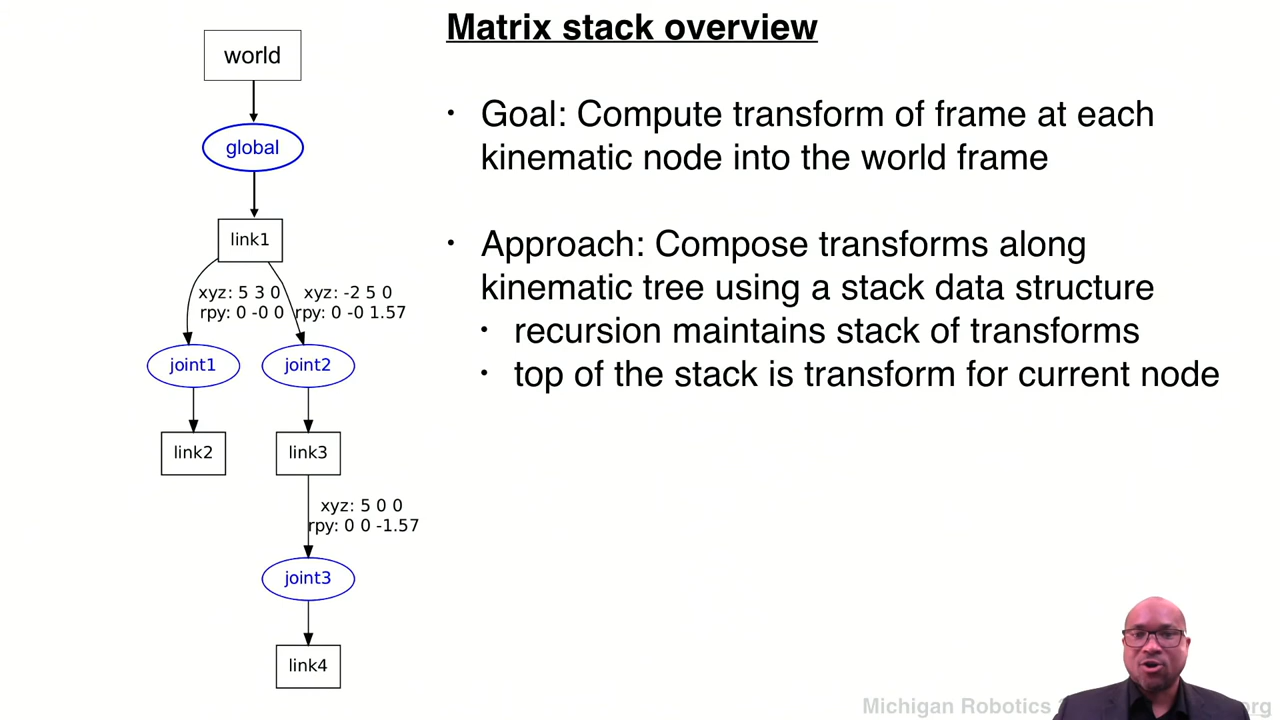 Matrix stack overview
world
global
link1
xyz: 5 3 0
rpy: 0 -0 0
xyz: -2 5 0
rpy: 0 -0 1.57
joint1
joint2
link2
link3
xyz: 5 0 0
rpy: 0 0 -1.57
joint3
link4
• Goal: Compute transform of frame at each
kinematic node into the world frame
• Approach: Compose transforms along
kinematic tree using a stack data structure
• recursion maintains stack of transforms
• top of the stack is transform for current node
Michigan Robotics
org